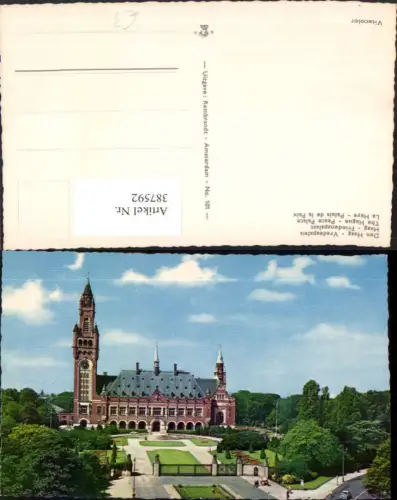 Den Haag - Vredespaleis
Haag - Friedenspalast
The Hague - Peace Palace
La Haye - Palais de la Paix
— Uitgave: Rembrandt - Amsterdam - No. 105 —
Vitacolor
Artikel Nr.
387592